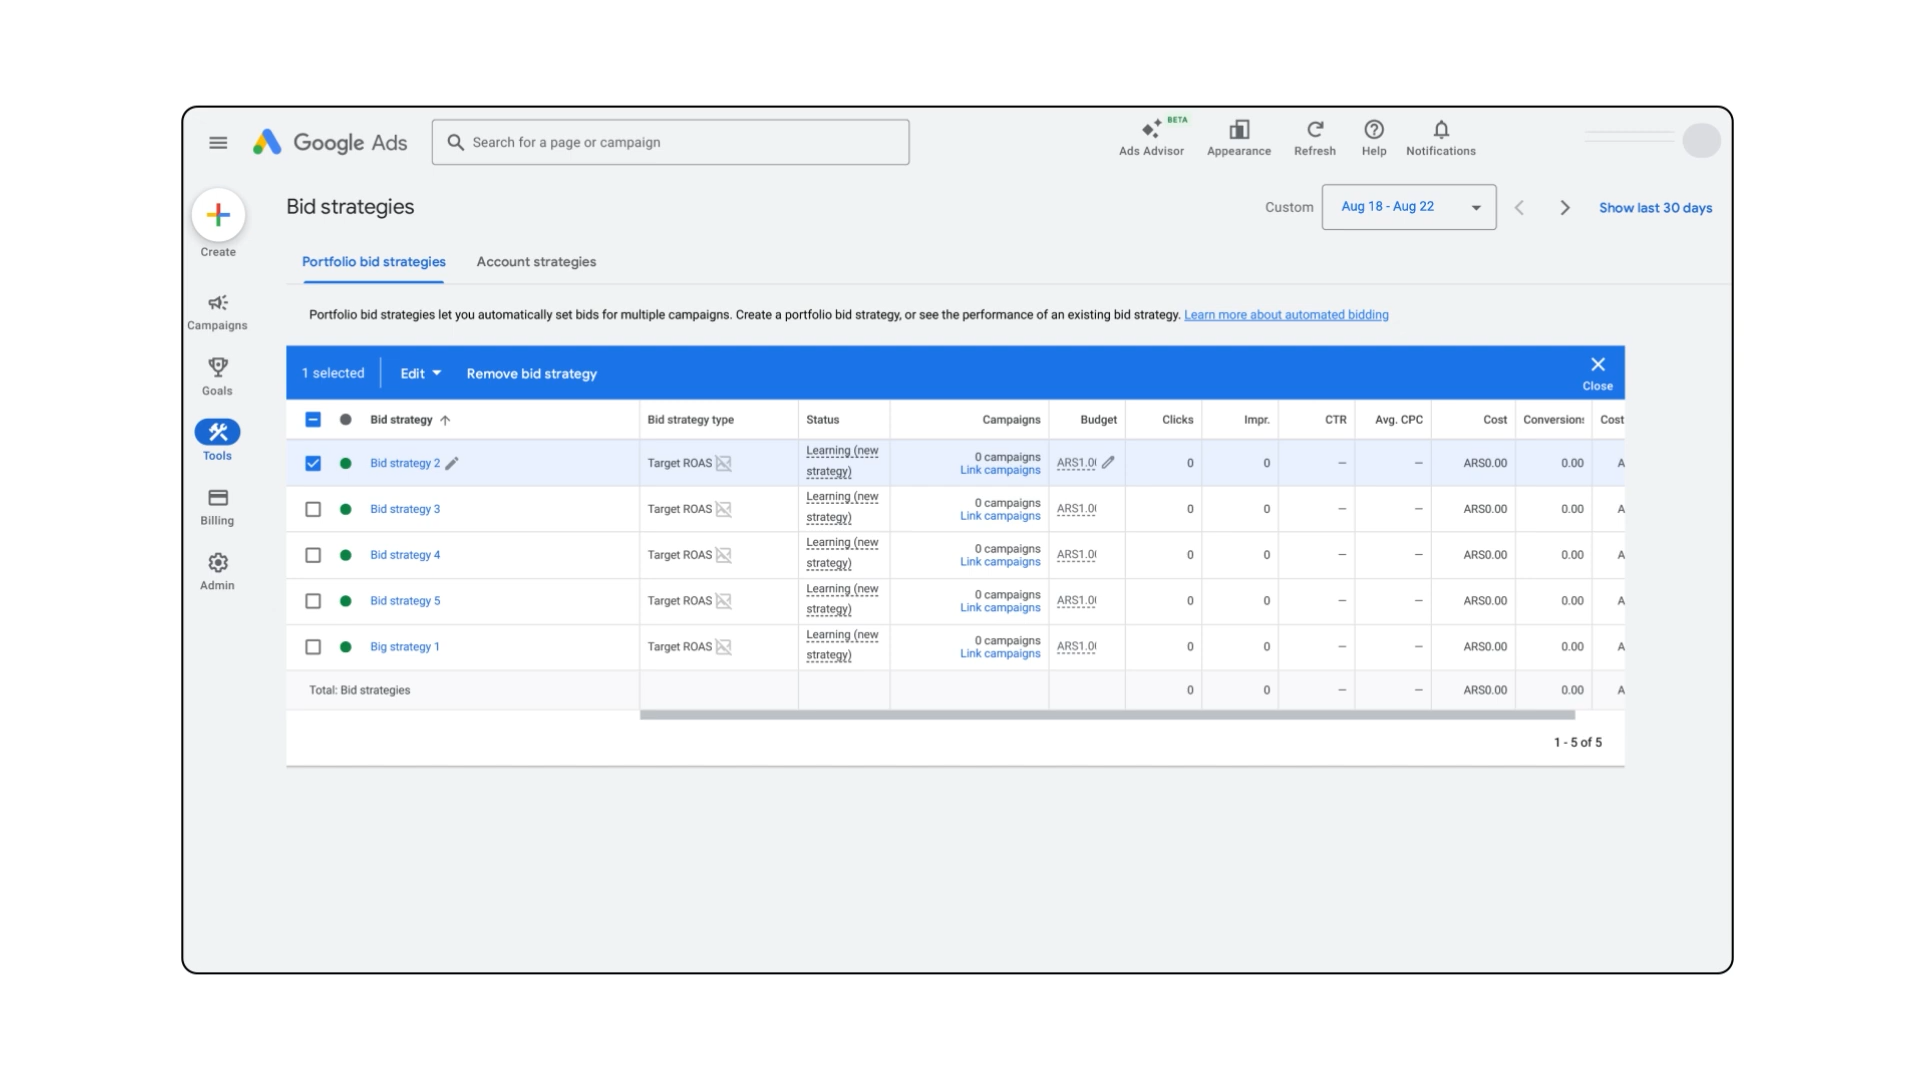 Google Ads
Search for a page or campaign
BETA
Ads Advisor
Appearance
Refresh
Help
Notifications
Create
Campaigns
Goals
Tools
Billing
Admin
Bid strategies
Custom
Aug 18 - Aug 22
Show last 30 days
Portfolio bid strategies
Account strategies
Portfolio bid strategies let you automatically set bids for multiple campaigns. Create a portfolio bid strategy, or see the performance of an existing bid strategy. Learn more about automated bidding
1 selected
Edit
Remove bid strategy
Close
Bid strategy Bid strategy type Status Campaigns Budget Clicks Impr. CTR Avg. CPC Cost Conversions Cost
Bid strategy 2 Target ROAS Learning (new 0 campaigns ARS1.00 0 0 – – ARS0.00 0.00 A
strategy) Link campaigns
Bid strategy 3 Target ROAS Learning (new 0 campaigns ARS1.00 0 0 – – ARS0.00 0.00 A
strategy) Link campaigns
Bid strategy 4 Target ROAS Learning (new 0 campaigns ARS1.00 0 0 – – ARS0.00 0.00 A
strategy) Link campaigns
Bid strategy 5 Target ROAS Learning (new 0 campaigns ARS1.00 0 0 – – ARS0.00 0.00 A
strategy) Link campaigns
Big strategy 1 Target ROAS Learning (new 0 campaigns ARS1.00 0 0 – – ARS0.00 0.00 A
strategy) Link campaigns
Total: Bid strategies 0 0 – – ARS0.00 0.00 A
1 - 5 of 5